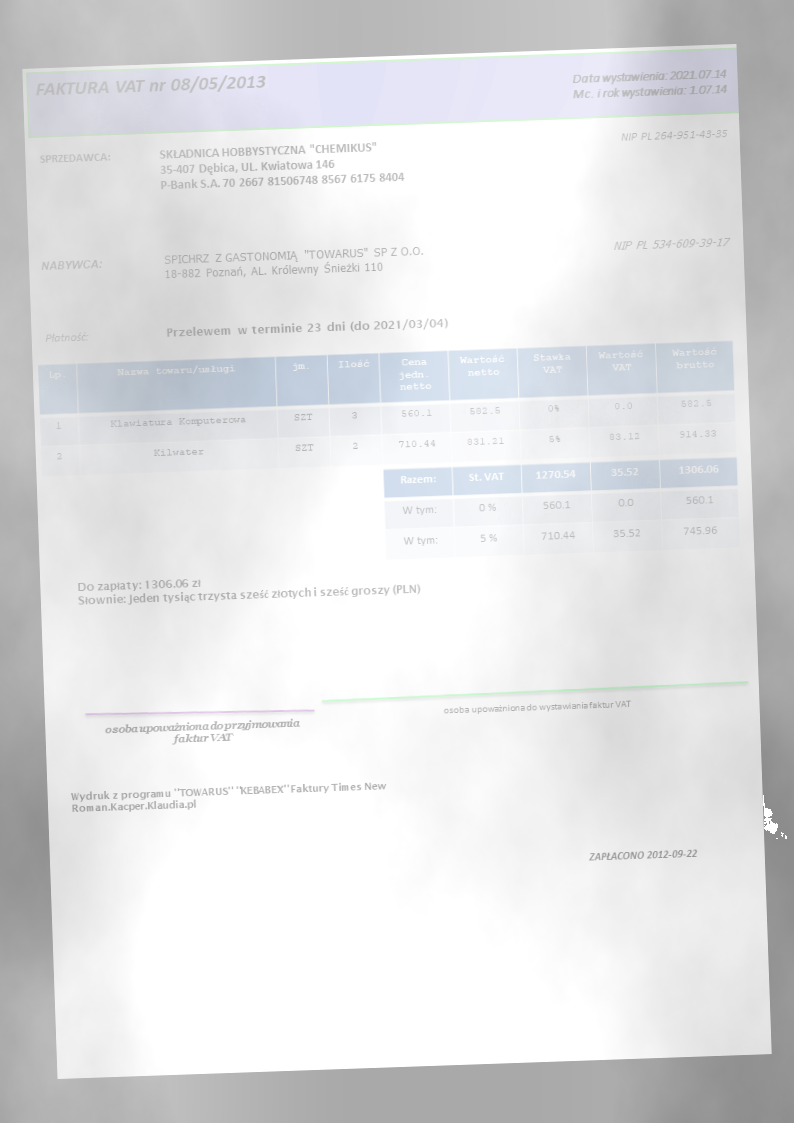 FAKTURA VAT nr 08/05/2013
Data wystawienia: 2021.07.14
Mc. i rok wystawienia: 1.07.14
NIP PL 264-951-43-35
SPRZEDAWCA:
SKŁADNICA HOBBYSTYCZNA "CHEMIKUS"
35-407 Dębica, UL. Kwiatowa 146
P-Bank S.A. 70 2667 81506748 8567 6175 8404
NIP PL 534-609-39-17
NABYWCA:
SPICHRZ Z GASTONOMIĄ "TOWARUS" SP Z O.O.
18-882 Poznań, AL. Królewny Śnieżki 110
Płatność:
Przelewem w terminie 23 dni (do 2021/03/04)
Lp. Nazwa towaru/usługi jm. Ilość Cena jedn. netto Wartość netto Stawka VAT Wartość VAT Wartość brutto
1 Klawiatura Komputerowa SZT 3 560.1 582.5 0% 0.0 582.5
2 Kilwater SZT 2 710.44 831.21 5% 83.12 914.33
Razem: St. VAT 1270.54 35.52 1306.06
W tym: 0 % 560.1 0.0 560.1
W tym: 5 % 710.44 35.52 745.96
Do zapłaty: 1306.06 zł
Słownie: Jeden tysiąc trzysta sześć złotych i sześć groszy (PLN)
osoba upoważniona do przyjmowania
faktur VAT
osoba upoważniona do wystawiania faktur VAT
Wydruk z programu "TOWARUS" "KEBABEX" Faktury Times New
Roman.Kacper.Klaudia.pl
ZAPŁACONO 2012-09-22